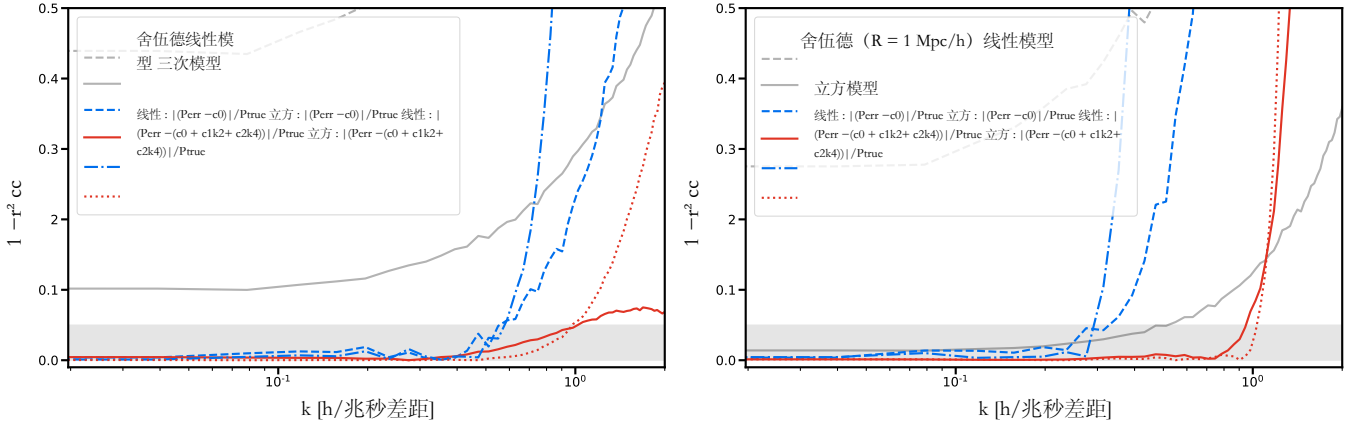 0.5
0.4
0.3
2
0.1
0.0
1 −r² cc
舍伍德线性模
型 三次模型
线性 : |(Perr −c0)|/Ptrue 立方 : |(Perr −c0)|/Ptrue 线性 : |
(Perr −(c0 + c1k2+ c2k4))|/Ptrue 立方 : |(Perr −(c0 + c1k2+
c2k4))|/Ptrue
10⁻¹
10⁰
k [h/兆秒差距]
0.5
0.4
0.3
2
0.1
0.0
1 −r² cc
舍伍德（R = 1 Mpc/h）线性模型
立方模型
线性 : |(Perr −c0)|/Ptrue 立方 : |(Perr −c0)|/Ptrue 线性 : |
(Perr −(c0 + c1k2+ c2k4))|/Ptrue 立方 : |(Perr −(c0 + c1k2+
c2k4))|/Ptrue
10⁻¹
10⁰
k [h/兆秒差距]